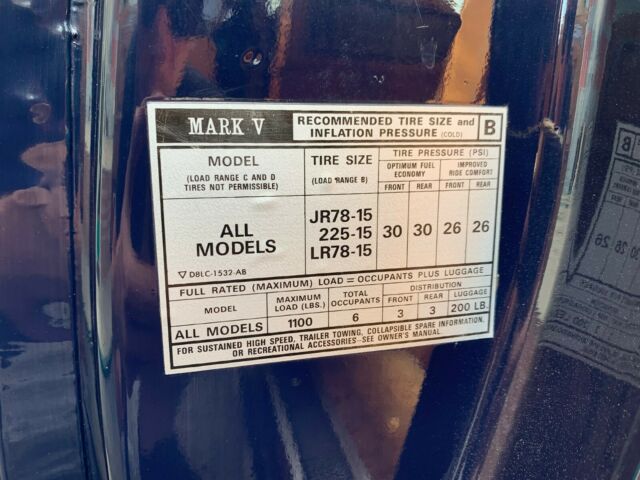 MARK V
RECOMMENDED TIRE SIZE and
INFLATION PRESSURE (COLD)
B
MODEL
(LOAD RANGE C AND D
TIRES NOT PERMISSIBLE)
TIRE SIZE
(LOAD RANGE B)
TIRE PRESSURE (PSI)
OPTIMUM FUEL
ECONOMY
IMPROVED
RIDE COMFORT
FRONT REAR FRONT REAR
ALL
MODELS
▽ D8LC-1532-AB
JR78-15
225-15
LR78-15
30 30 26 26
FULL RATED (MAXIMUM) LOAD = OCCUPANTS PLUS LUGGAGE
MODEL
MAXIMUM
LOAD (LBS.)
TOTAL
OCCUPANTS
DISTRIBUTION
FRONT REAR LUGGAGE
ALL MODELS 1100 6 3 3 200 LB.
FOR SUSTAINED HIGH SPEED, TRAILER TOWING, COLLAPSIBLE SPARE INFORMATION,
OR RECREATIONAL ACCESSORIES-SEE OWNER'S MANUAL.